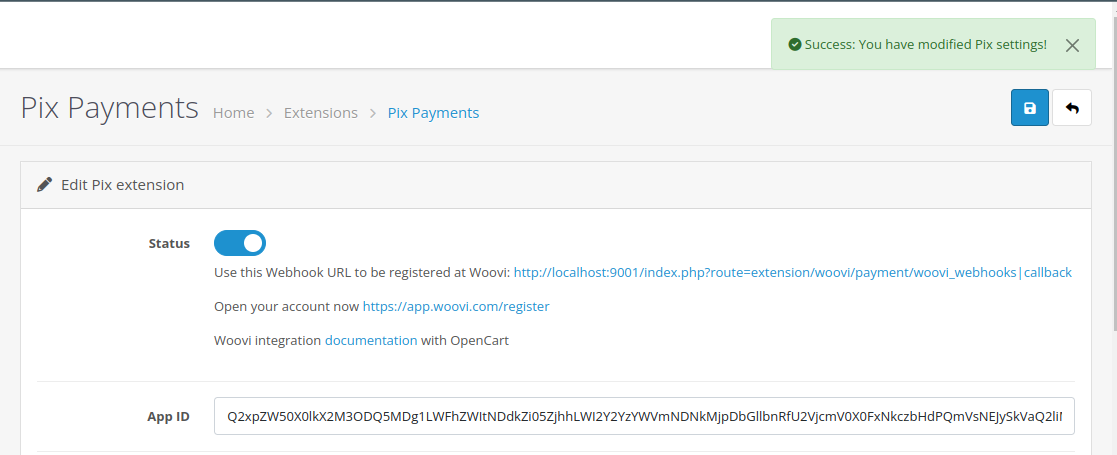 Success: You have modified Pix settings!
Pix Payments Home > Extensions > Pix Payments
Edit Pix extension
Status
Use this Webhook URL to be registered at Woovi: http://localhost:9001/index.php?route=extension/woovi/payment/woovi_webhooks|callback
Open your account now https://app.woovi.com/register
Woovi integration documentation with OpenCart
App ID